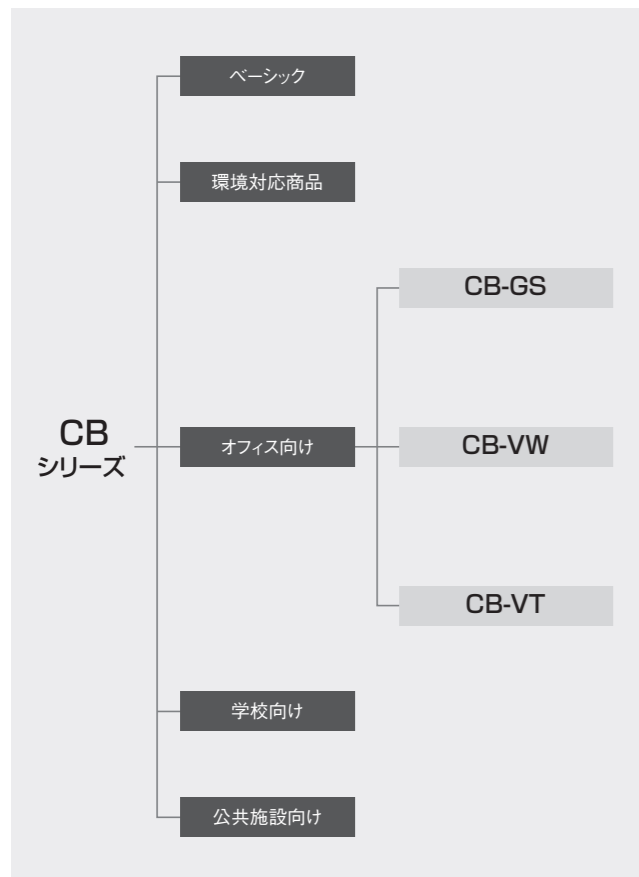 ベーシック
環境対応商品
CB-GS
CB
シリーズ
オフィス向け
CB-VW
CB-VT
学校向け
公共施設向け